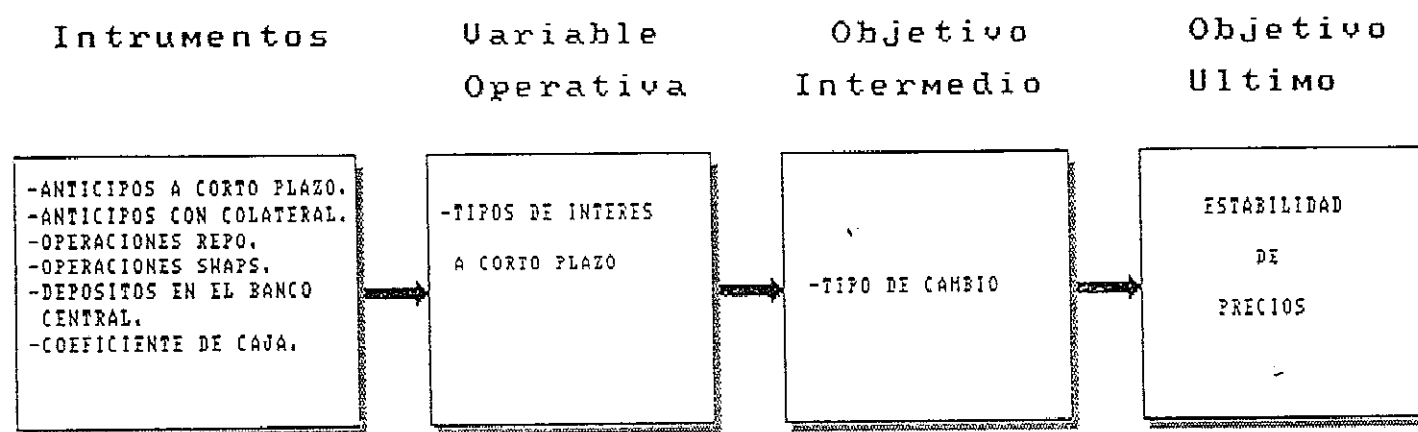 Intrumentos
Variable
Operativa
Objetivo
Intermedio
Objetivo
Ultimo
-ANTICIPOS A CORTO PLAZO.
-ANTICIPOS CON COLATERAL.
-OPERACIONES REPO.
-OPERACIONES SWAPS.
-DEPOSITOS EN EL BANCO
CENTRAL.
-COEFICIENTE DE CAJA.
-TIPOS DE INTERES
A CORTO PLAZO
-TIPO DE CAMBIO
ESTABILIDAD
DE
PRECIOS